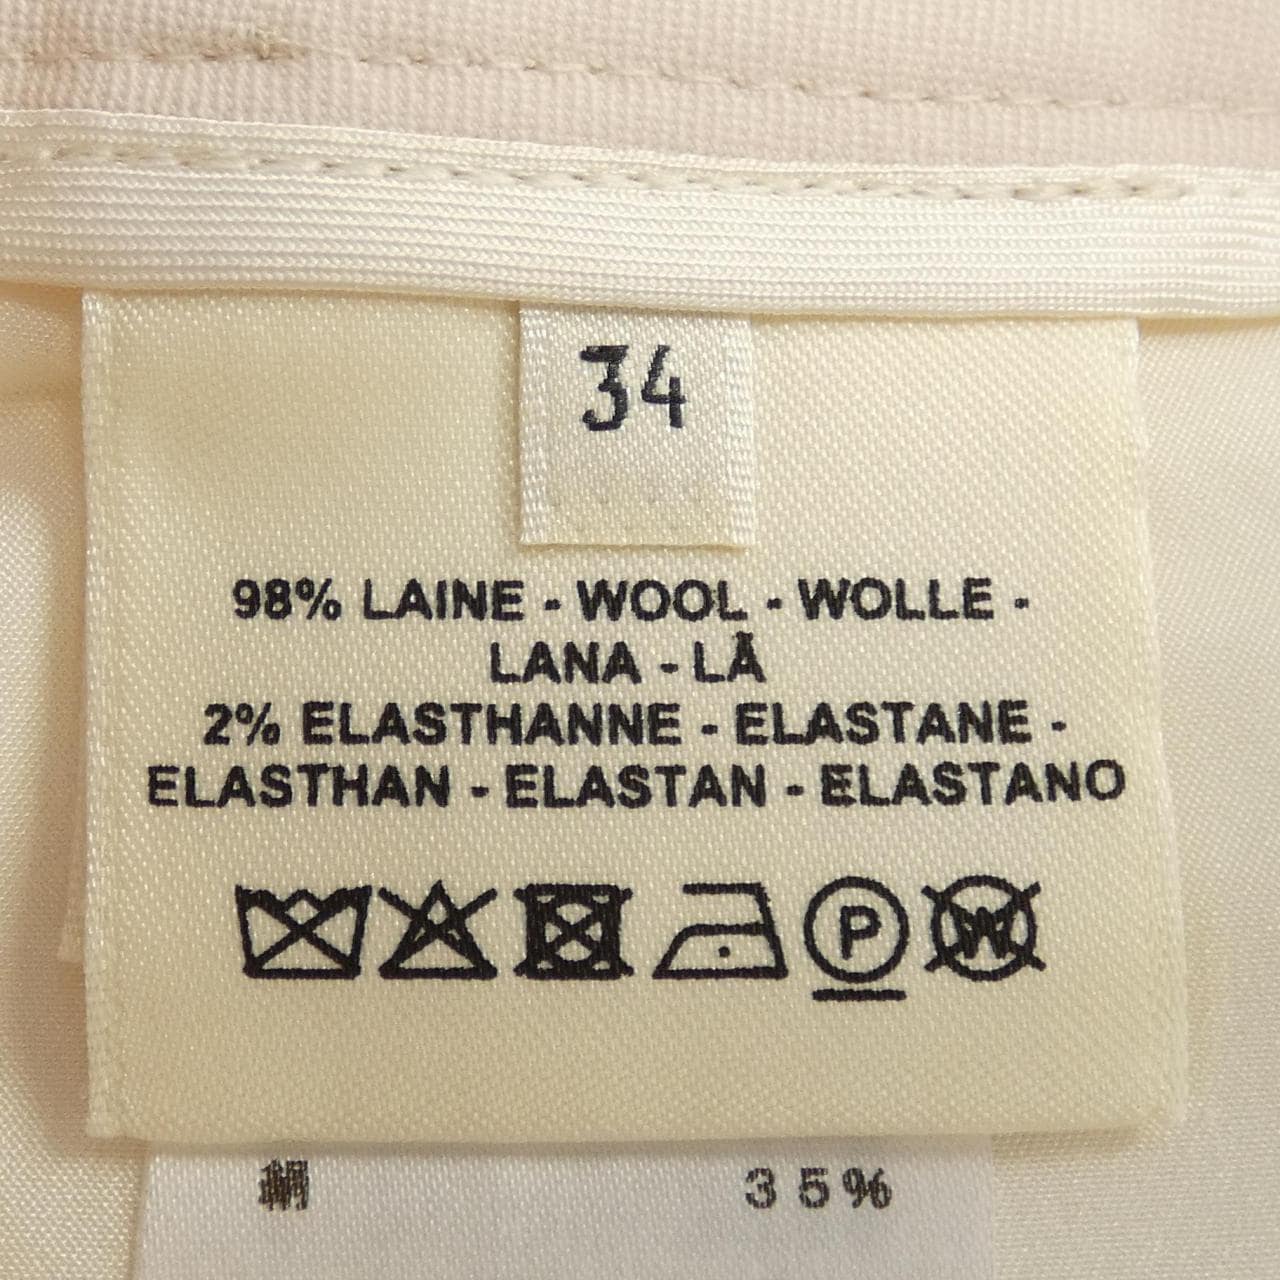 34
98% LAINE - WOOL - WOLLE -
LANA - LÃ
2% ELASTHANNE - ELASTANE -
ELASTHAN - ELASTAN - ELASTANO
P
W
35%